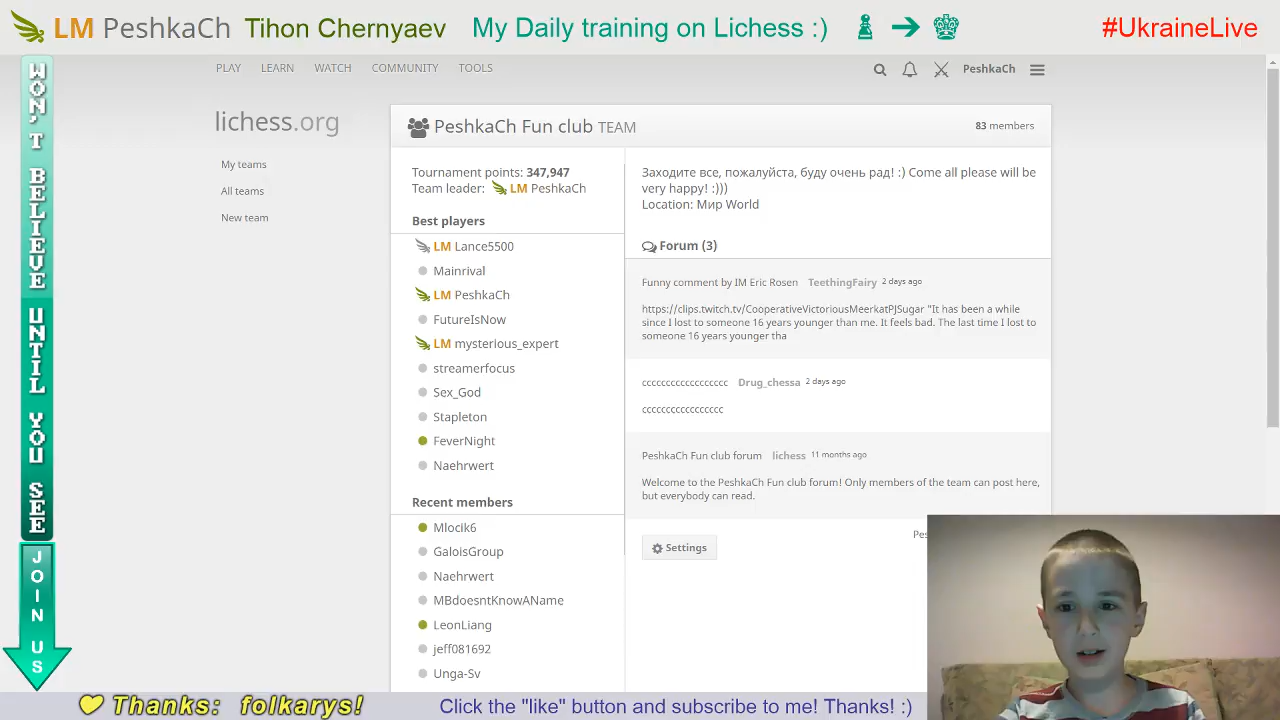 LM PeshkaCh Tihon Chernyaev My Daily training on Lichess :) #UkraineLive
WON'T BELIEVE UNTIL YOU SEE
JOIN US
PLAY LEARN WATCH COMMUNITY TOOLS PeshkaCh
lichess.org
My teams
All teams
New team
PeshkaCh Fun club TEAM 83 members
Tournament points: 347,947
Team leader: LM PeshkaCh
Best players
LM Lance5500
Mainrival
LM PeshkaCh
FutureIsNow
LM mysterious_expert
streamerfocus
Sex_God
Stapleton
FeverNight
Naehrwert
Recent members
Mlocik6
GaloisGroup
Naehrwert
MBdoesntKnowAName
LeonLiang
jeff081692
Unga-Sv
Заходите все, пожалуйста, буду очень рад! :) Come all please will be
very happy! :)))
Location: Мир World
Forum (3)
Funny comment by IM Eric Rosen TeethingFairy 2 days ago
https://clips.twitch.tv/CooperativeVictoriousMeerkatPJSugar "It has been a while
since I lost to someone 16 years younger than me. It feels bad. The last time I lost to
someone 16 years younger tha
cccccccccccccccccc Drug_chessa 2 days ago
ccccccccccccccccc
PeshkaCh Fun club forum lichess 11 months ago
Welcome to the PeshkaCh Fun club forum! Only members of the team can post here,
but everybody can read.
Pes
Settings
Thanks: folkarys!
Click the "like" button and subscribe to me! Thanks! :)